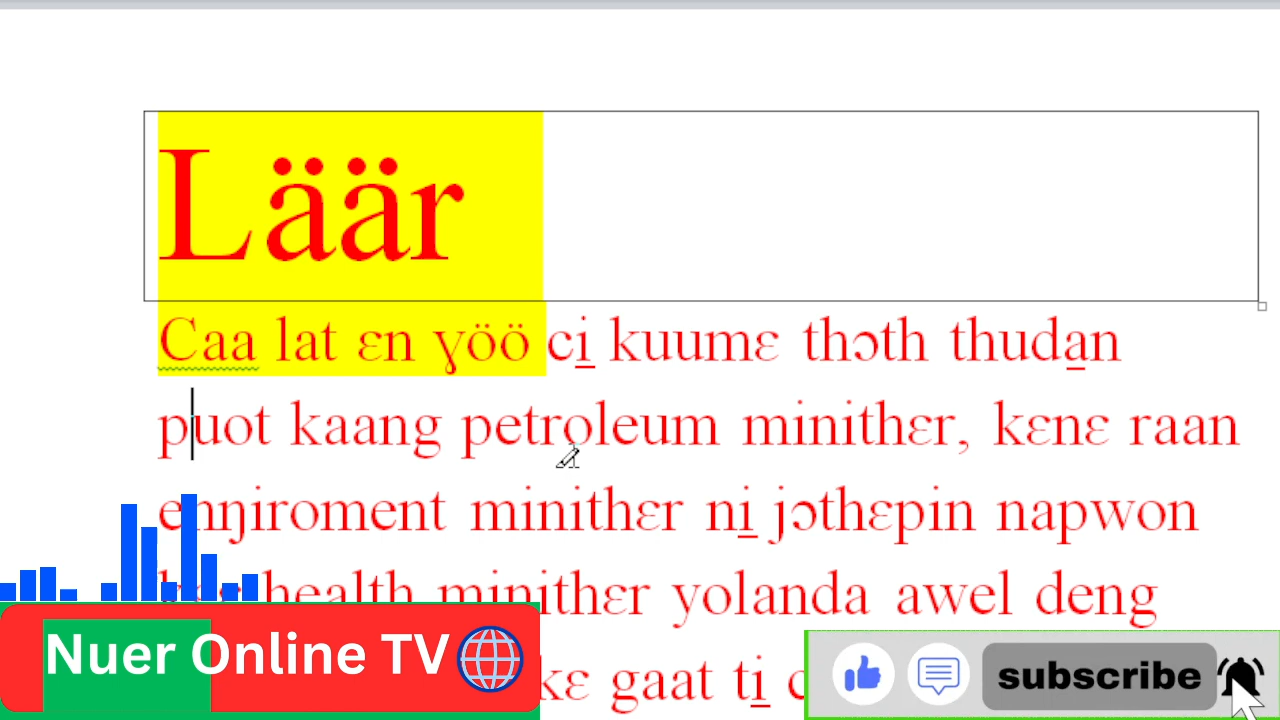 Läär
Caa lat ɛn ɣöö ci̱ kuumɛ thɔth thuda̱n
puot kaang petroleum minithɛr, kɛnɛ raan
enŋiroment minithɛr ni̱ jɔthɛpin napwon
health minithɛr yolanda awel deng
kɛ gaat ti̱
Nuer Online TV
subscribe